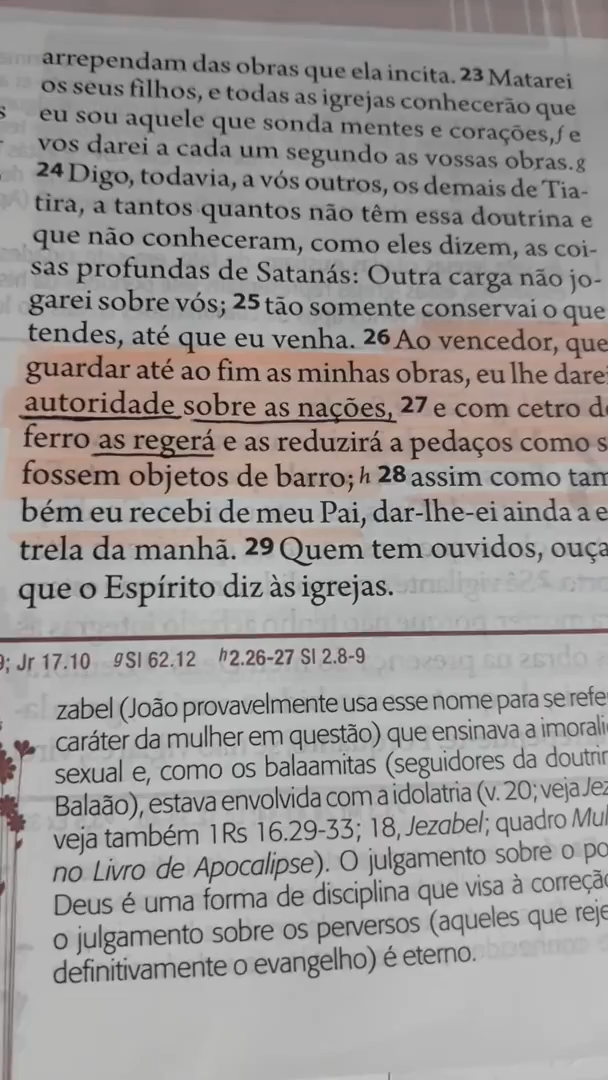 arrependam das obras que ela incita. 23 Matarei
os seus filhos, e todas as igrejas conhecerão que
eu sou aquele que sonda mentes e corações,f e
vos darei a cada um segundo as vossas obras.g
24 Digo, todavia, a vós outros, os demais de Tia-
tira, a tantos quantos não têm essa doutrina e
que não conheceram, como eles dizem, as coi-
sas profundas de Satanás: Outra carga não jo-
garei sobre vós; 25 tão somente conservai o que
tendes, até que eu venha. 26 Ao vencedor, que
guardar até ao fim as minhas obras, eu lhe darei
autoridade sobre as nações, 27 e com cetro de
ferro as regerá e as reduzirá a pedaços como s
fossem objetos de barro; h 28 assim como tam
bém eu recebi de meu Pai, dar-lhe-ei ainda a e
trela da manhã. 29 Quem tem ouvidos, ouça
que o Espírito diz às igrejas.
9; Jr 17.10 gSl 62.12 h2.26-27 Sl 2.8-9
zabel (João provavelmente usa esse nome para se refe
caráter da mulher em questão) que ensinava a imorali
sexual e, como os balaamitas (seguidores da doutrin
Balaão), estava envolvida com a idolatria (v. 20; veja Jez
veja também 1Rs 16.29-33; 18, Jezabel; quadro Mul
no Livro de Apocalipse). O julgamento sobre o po
Deus é uma forma de disciplina que visa à correção
o julgamento sobre os perversos (aqueles que reje
definitivamente o evangelho) é eterno.